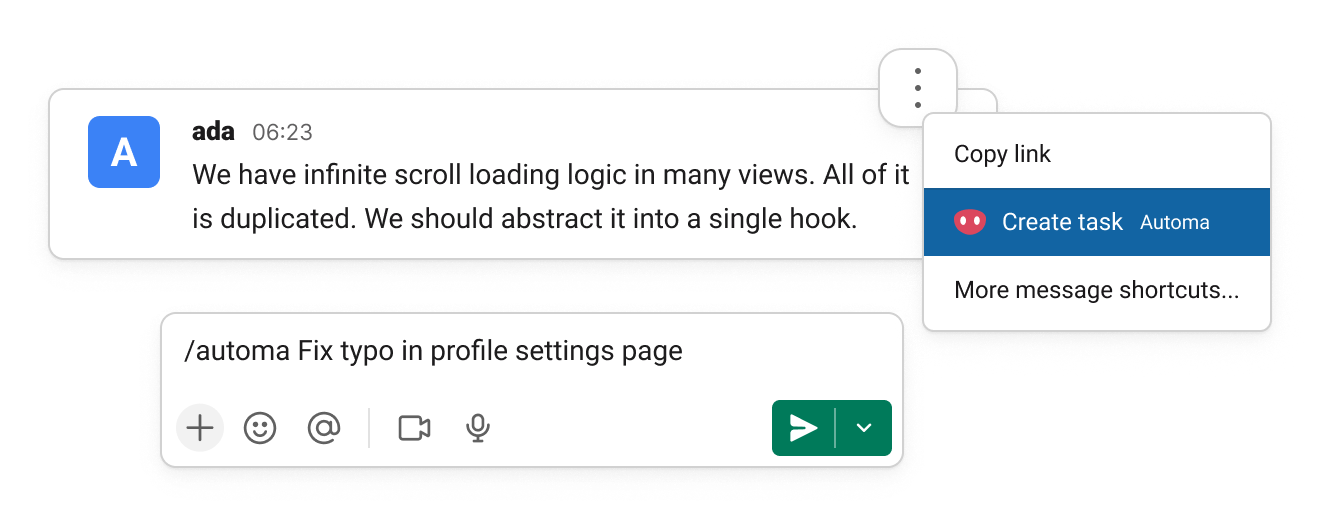 A
ada 06:23
We have infinite scroll loading logic in many views. All of it
is duplicated. We should abstract it into a single hook.
Copy link
Create task Automa
More message shortcuts...
/automa Fix typo in profile settings page